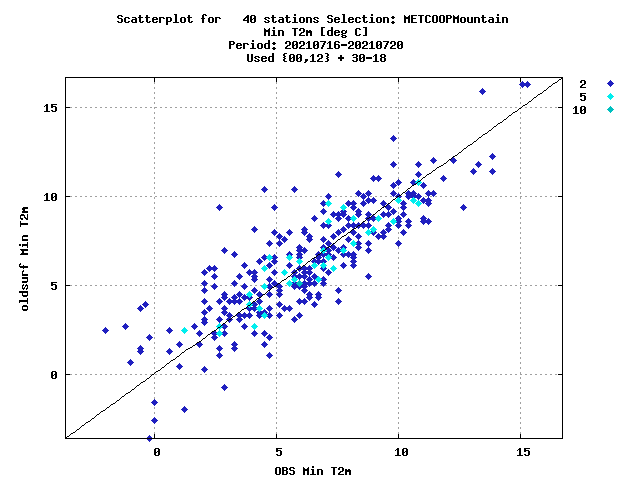 Scatterplot for   40 stations Selection: METCOOPMountain
Min T2m [deg C]
Period: 20210716-20210720
Used {00,12} + 30-18
2
5
10
15
10
5
0
oldsurf Min T2m
0 5 10 15
OBS Min T2m